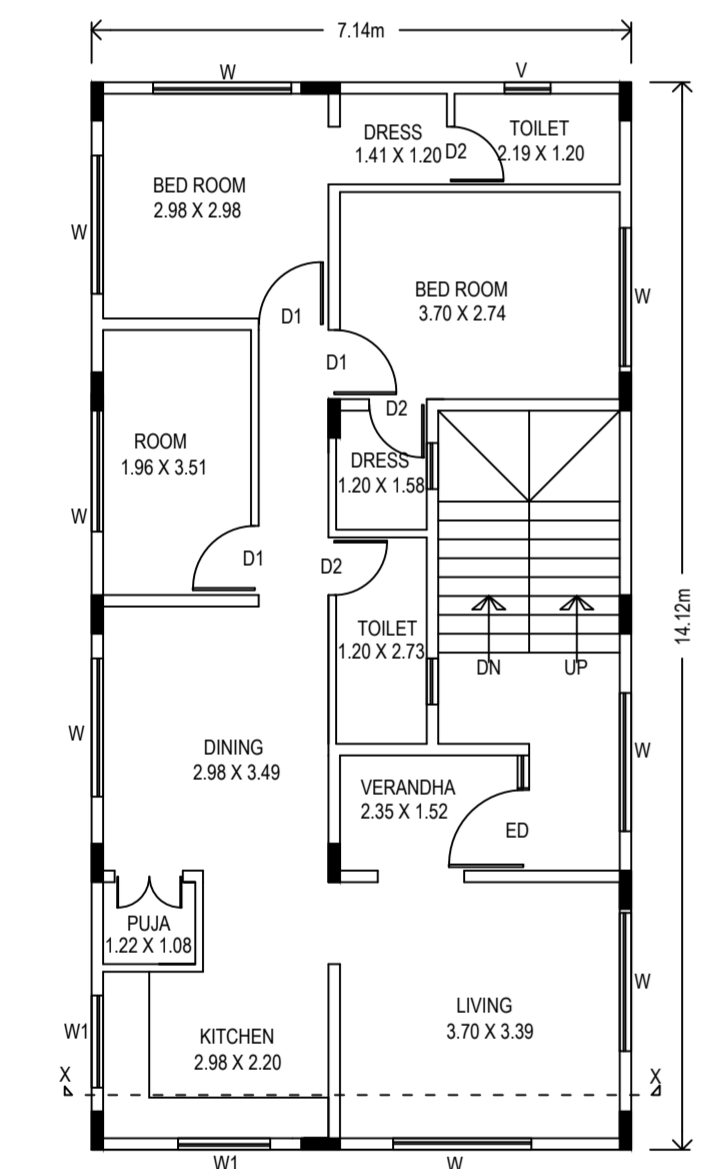 7.14m
W
V
DRESS
1.41 X 1.20
D2
TOILET
2.19 X 1.20
BED ROOM
2.98 X 2.98
W
BED ROOM
3.70 X 2.74
W
D1
D1
D2
ROOM
1.96 X 3.51
DRESS
1.20 X 1.58
W
D1
D2
14.12m
TOILET
1.20 X 2.73
DN
UP
W
DINING
2.98 X 3.49
W
VERANDHA
2.35 X 1.52
ED
PUJA
1.22 X 1.08
W
LIVING
3.70 X 3.39
W1
KITCHEN
2.98 X 2.20
X
X
W1
W